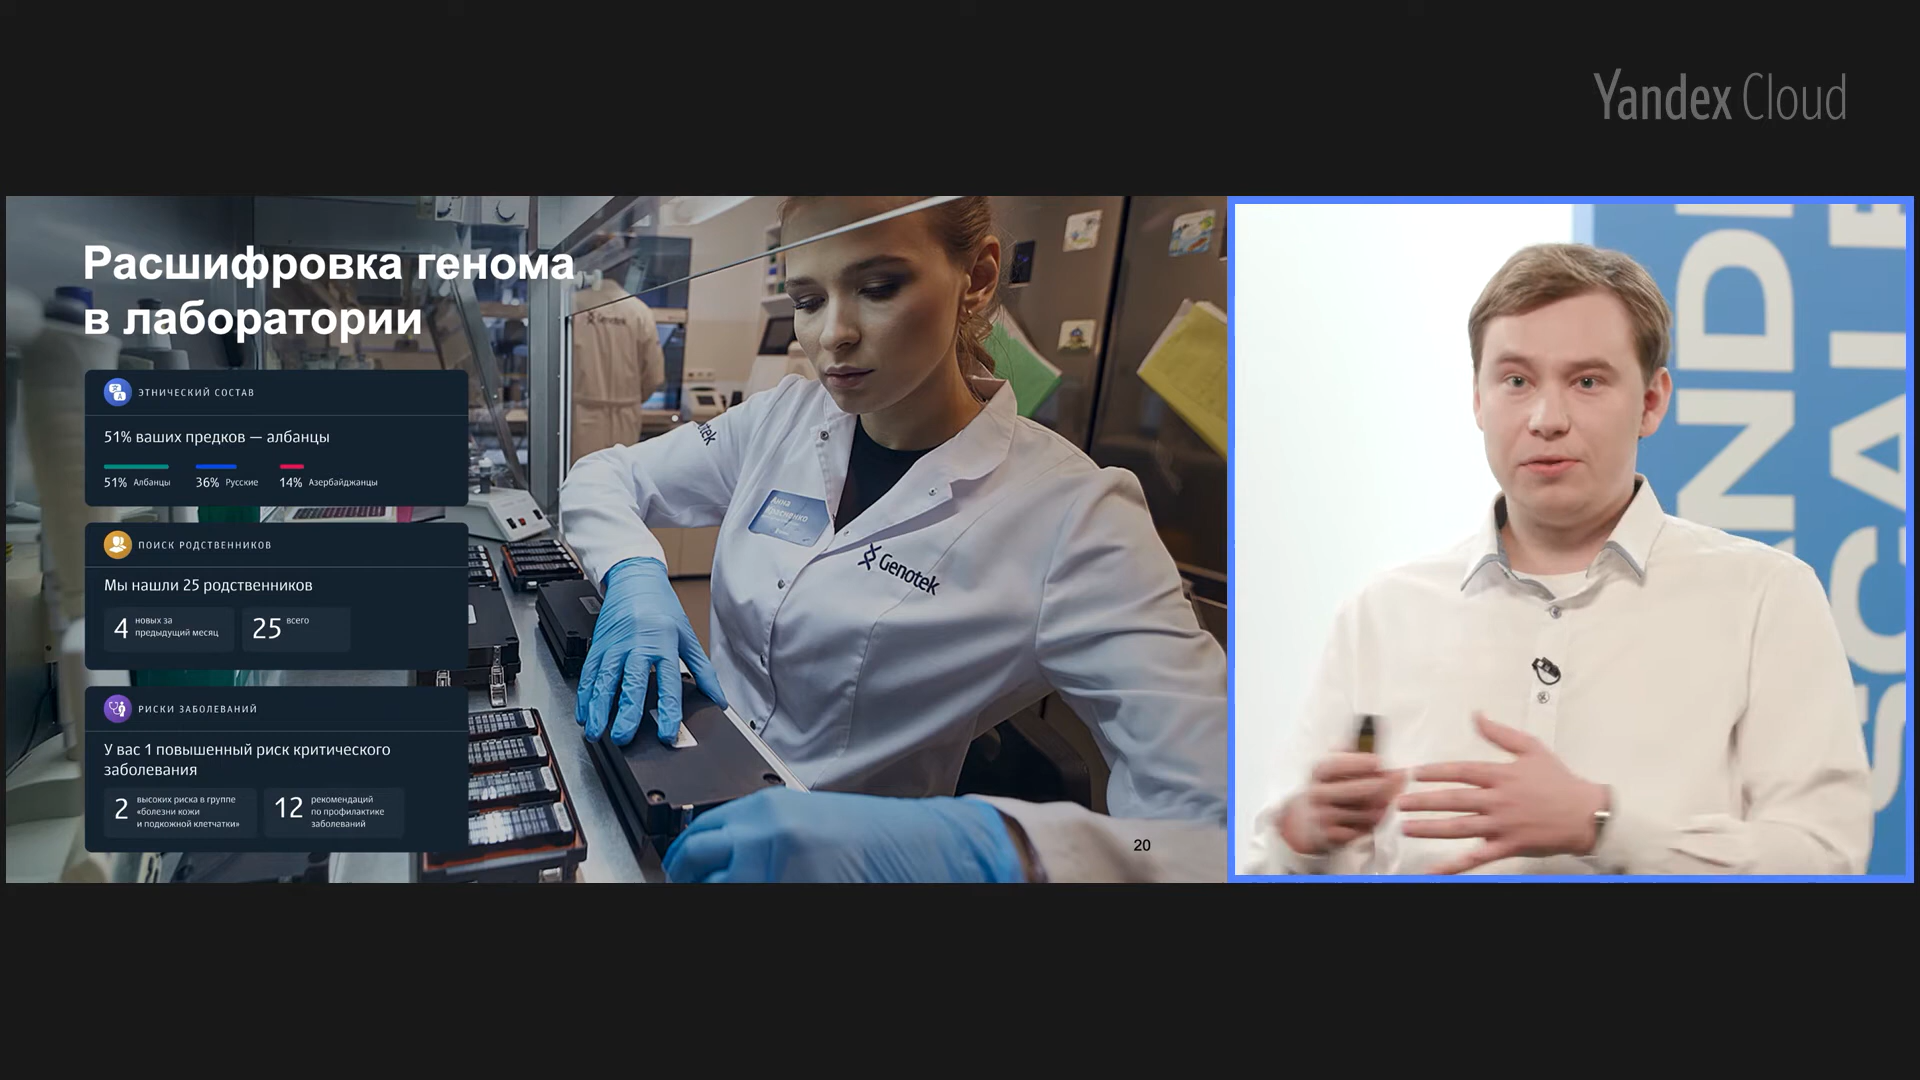 Yandex Cloud
Расшифровка генома
в лаборатории
ЭТНИЧЕСКИЙ СОСТАВ
51% ваших предков — албанцы
51% Албанцы 36% Русские 14% Азербайджанцы
ПОИСК РОДСТВЕННИКОВ
Мы нашли 25 родственников
4 новых за
предыдущий месяц
25 всего
РИСКИ ЗАБОЛЕВАНИЙ
У вас 1 повышенный риск критического
заболевания
2 высоких риска в группе
«болезни кожи
и подкожной клетчатки»
12 рекомендаций
по профилактике
заболеваний
Genotek
Анна
20
SCALE